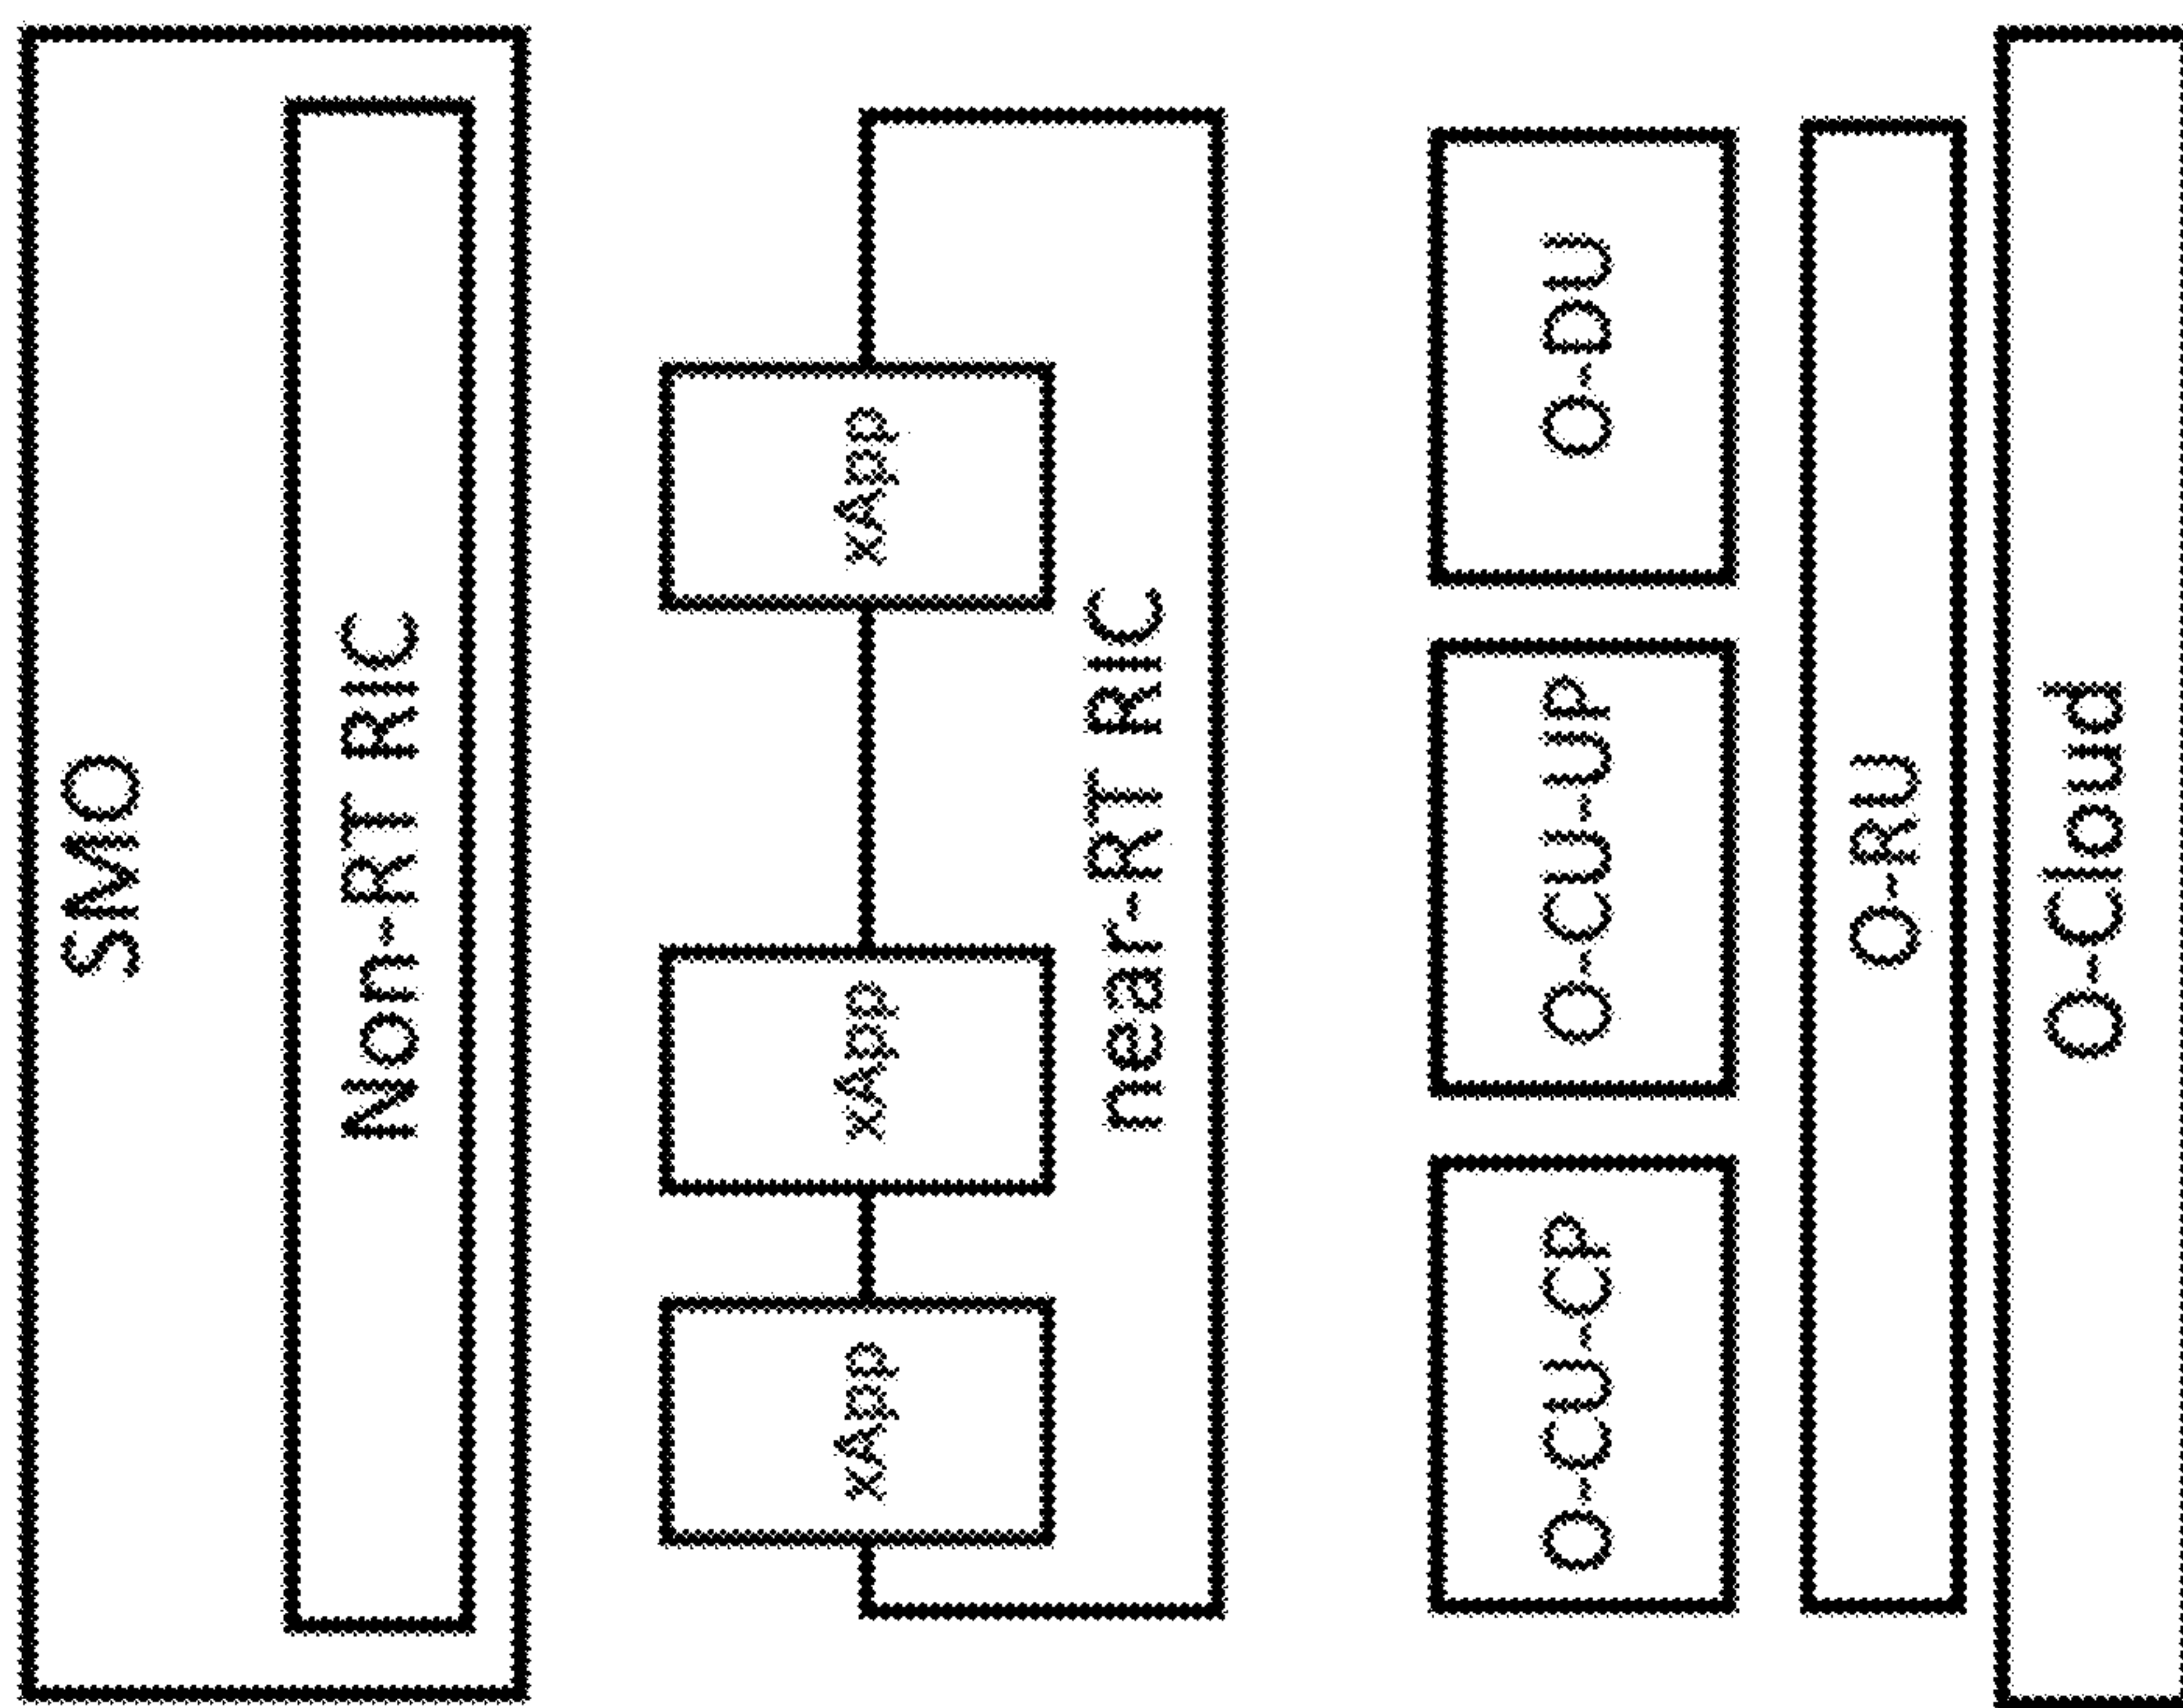 SMO
Non-RT RIC
xApp xApp xApp
near-RT RIC
O-CU-CP O-CU-UP O-DU
O-RU
O-Cloud